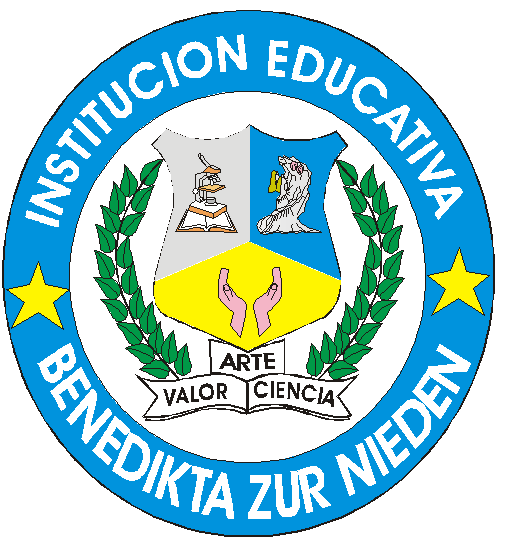 INSTITUCION EDUCATIVA
ARTE
VALOR CIENCIA
BENEDIKTA ZUR NIEDEN